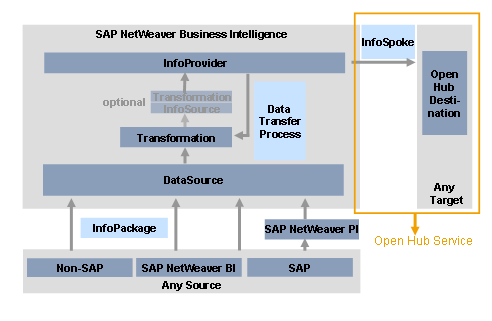 SAP NetWeaver Business Intelligence
InfoSpoke
InfoProvider
Open
Hub
Desti-
nation
optional
Transformation
InfoSource
Data
Transfer
Process
Transformation
DataSource
Any
Target
InfoPackage
SAP NetWeaver PI
Open Hub Service
Non-SAP
SAP NetWeaver BI
SAP
Any Source